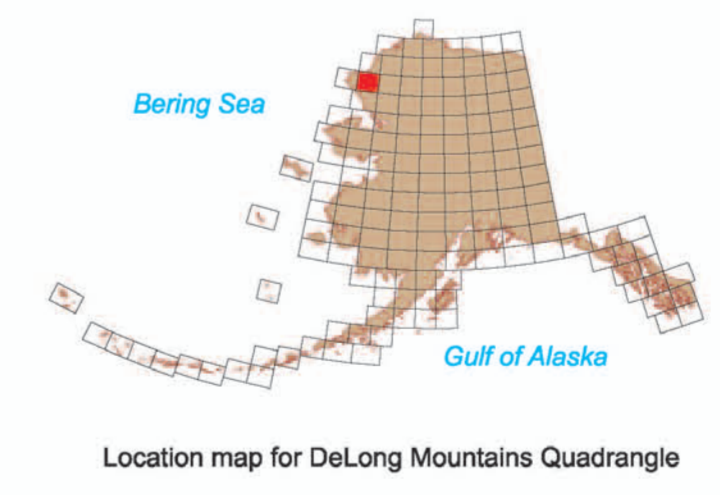 Bering Sea
Gulf of Alaska
Location map for DeLong Mountains Quadrangle